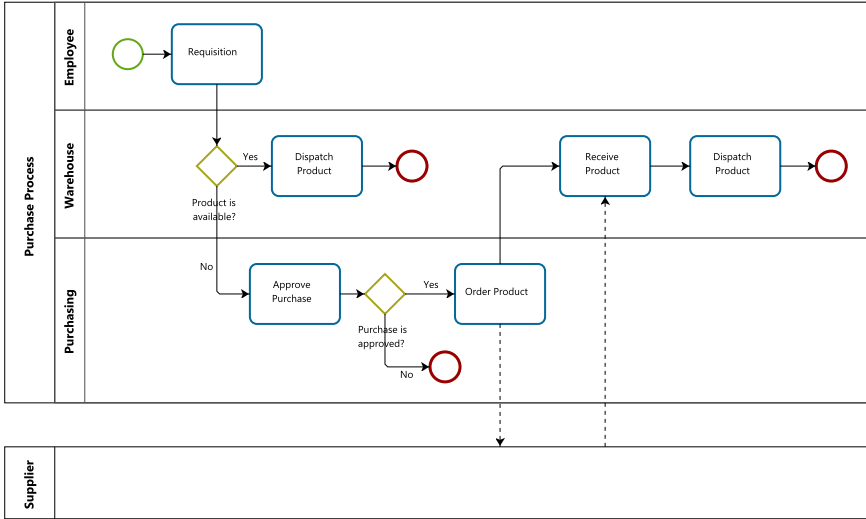 Purchase Process
Employee
Requisition
Warehouse
Yes
Dispatch
Product
Product is
available?
Receive
Product
Dispatch
Product
Purchasing
No
Approve
Purchase
Yes
Purchase is
approved?
No
Order Product
Supplier